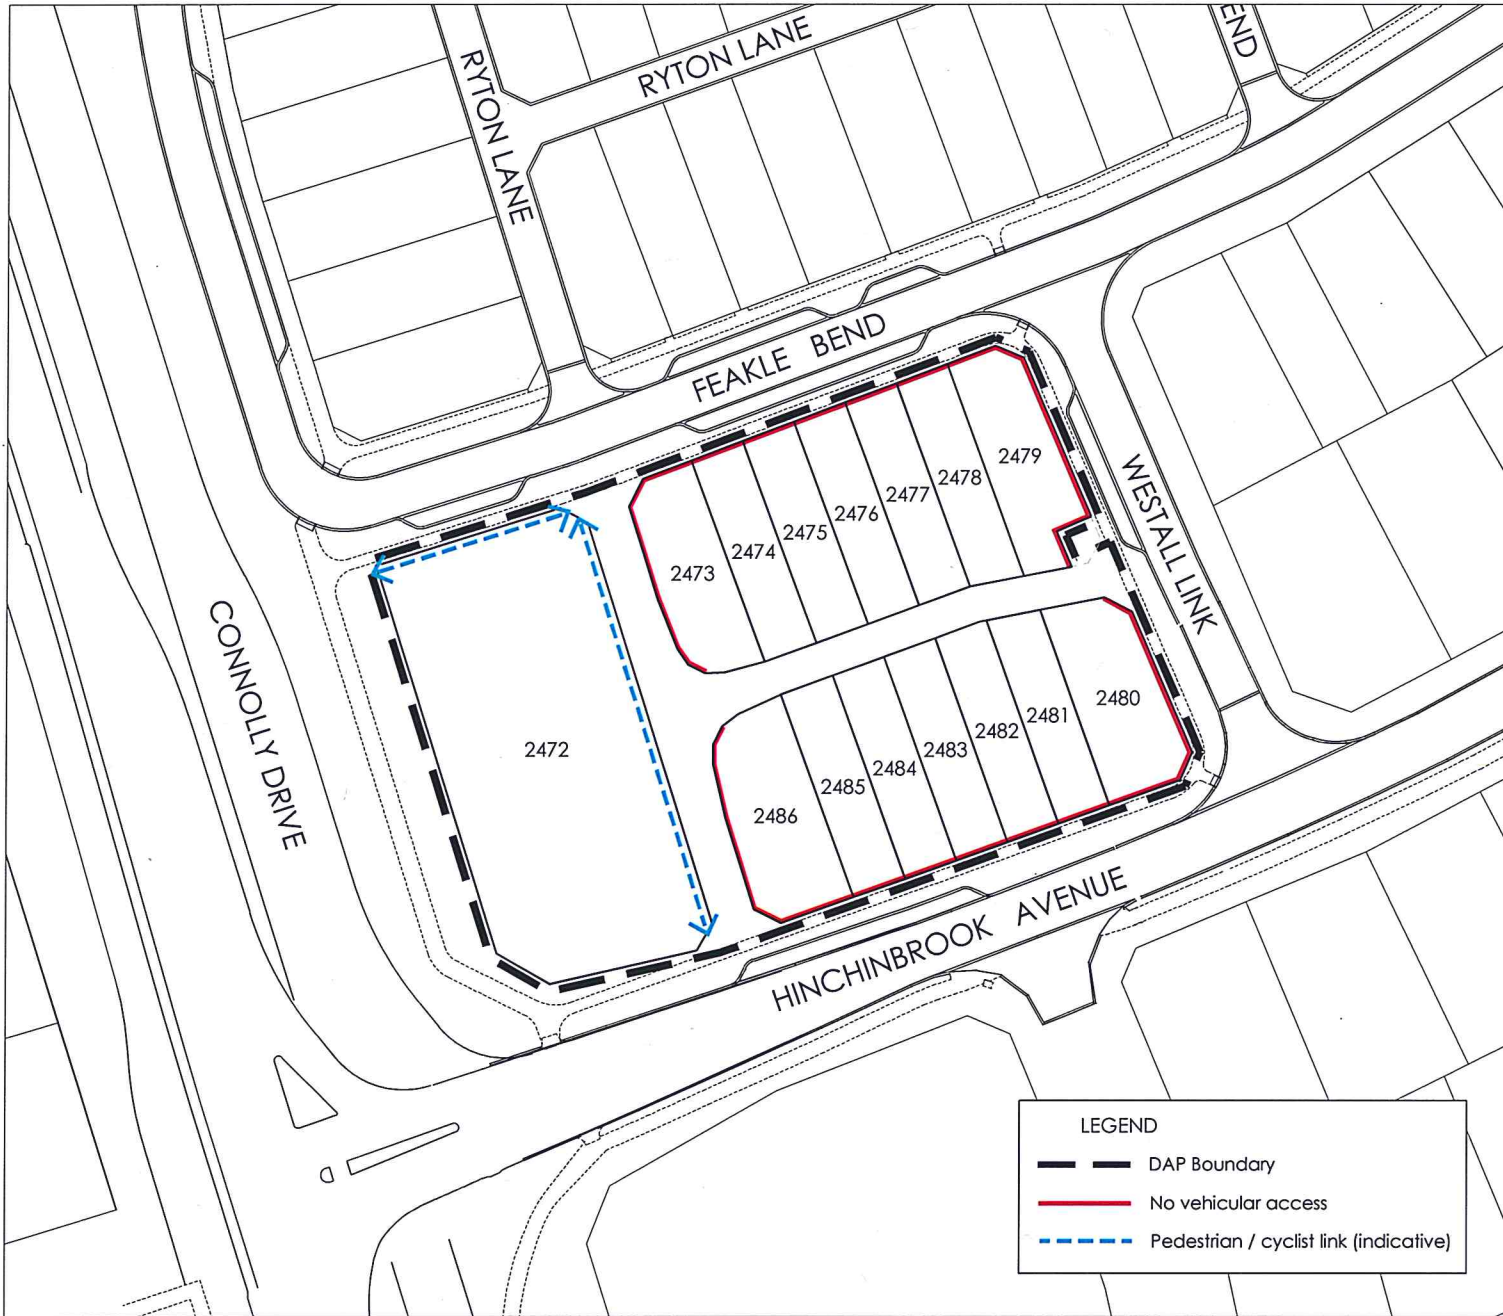 RYTON LANE
RYTON LANE
END
FEAKLE BEND
WESTALL LINK
CONNOLLY DRIVE
HINCHINBROOK AVENUE
2472
2473
2474
2475
2476
2477
2478
2479
2480
2481
2482
2483
2484
2485
2486
LEGEND
DAP Boundary
No vehicular access
Pedestrian / cyclist link (indicative)